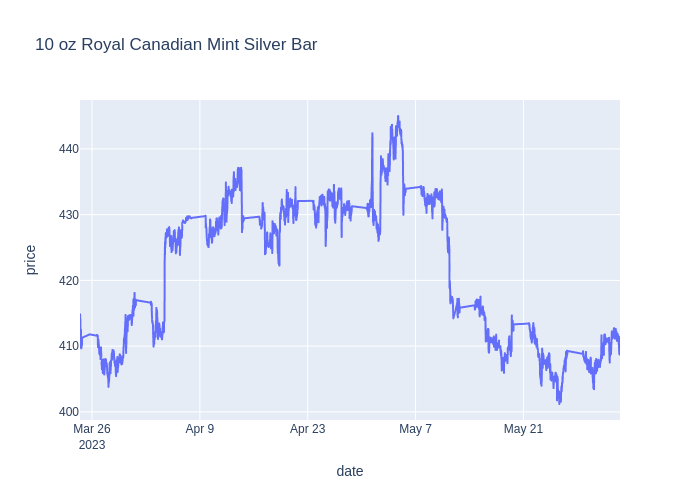 10 oz Royal Canadian Mint Silver Bar
price
440
430
420
410
400
Mar 26
2023
Apr 9
Apr 23
May 7
May 21
date